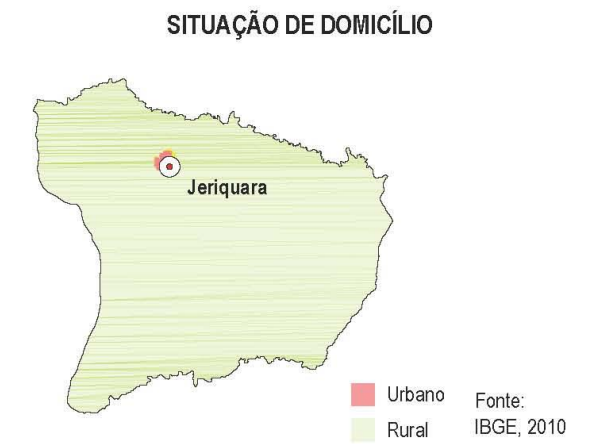 SITUAÇÃO DE DOMICÍLIO
Jeriquara
Urbano
Rural
Fonte:
IBGE, 2010